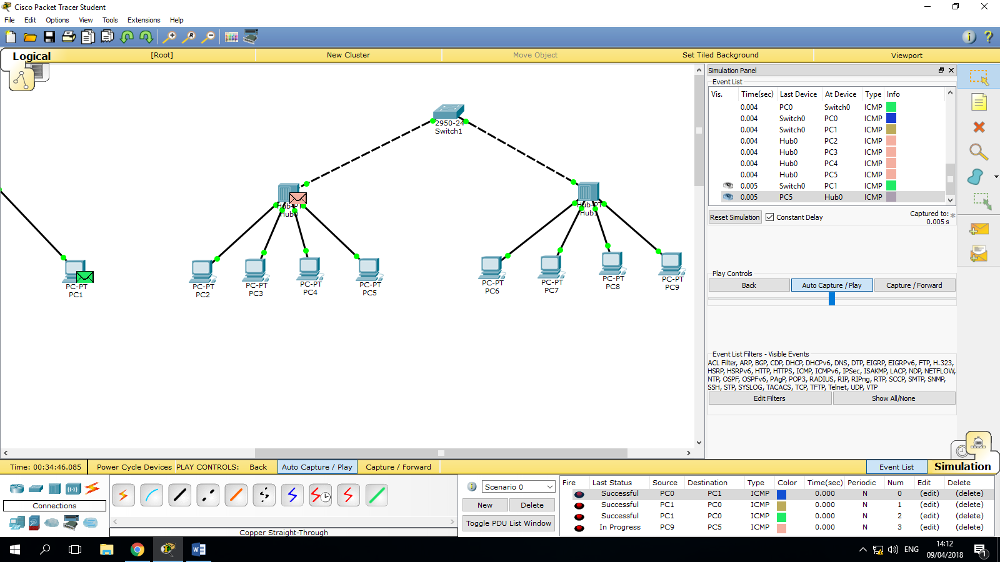 Cisco Packet Tracer Student
File Edit Options View Tools Extensions Help
Logical [Root] New Cluster Move Object Set Tiled Background Viewport
Simulation Panel
Event List
Vis. Time(sec) Last Device At Device Type Info
0.004 PC0 Switch0 ICMP
0.004 Switch0 PC0 ICMP
0.004 Switch0 PC1 ICMP
0.004 Hub0 PC2 ICMP
0.004 Hub0 PC3 ICMP
0.004 Hub0 PC4 ICMP
0.004 Hub0 PC5 ICMP
0.005 Switch0 PC1 ICMP
0.005 PC5 Hub0 ICMP
Reset Simulation Constant Delay Captured to: *
0.005 s
Play Controls
Back Auto Capture / Play Capture / Forward
Event List Filters - Visible Events
ACL Filter, ARP, BGP, CDP, DHCP, DHCPv6, DNS, DTP, EIGRP, EIGRPv6, FTP, H.323,
HSRP, HSRPv6, HTTP, HTTPS, ICMP, ICMPv6, IPSec, ISAKMP, LACP, NDP, NETFLOW,
NTP, OSPF, OSPFv6, PAgP, POP3, RADIUS, RIP, RIPng, RTP, SCCP, SMTP, SNMP,
SSH, STP, SYSLOG, TACACS, TCP, TFTP, Telnet, UDP, VTP
Edit Filters Show All/None
2950-24
Switch1
Hub-PT
Hub0
Hub-PT
Hub1
PC-PT
PC1
PC-PT
PC2
PC-PT
PC3
PC-PT
PC4
PC-PT
PC5
PC-PT
PC6
PC-PT
PC7
PC-PT
PC8
PC-PT
PC9
Time: 00:34:46.085 Power Cycle Devices PLAY CONTROLS: Back Auto Capture / Play Capture / Forward Event List Simulation
Connections
Copper Straight-Through
Scenario 0
New Delete
Toggle PDU List Window
Fire Last Status Source Destination Type Color Time(sec) Periodic Num Edit Delete
Successful PC0 PC1 ICMP 0.000 N 0 (edit) (delete)
Successful PC1 PC0 ICMP 0.000 N 1 (edit) (delete)
Successful PC1 PC0 ICMP 0.000 N 2 (edit) (delete)
In Progress PC9 PC5 ICMP 0.000 N 3 (edit) (delete)
ENG
14:12
09/04/2018
1